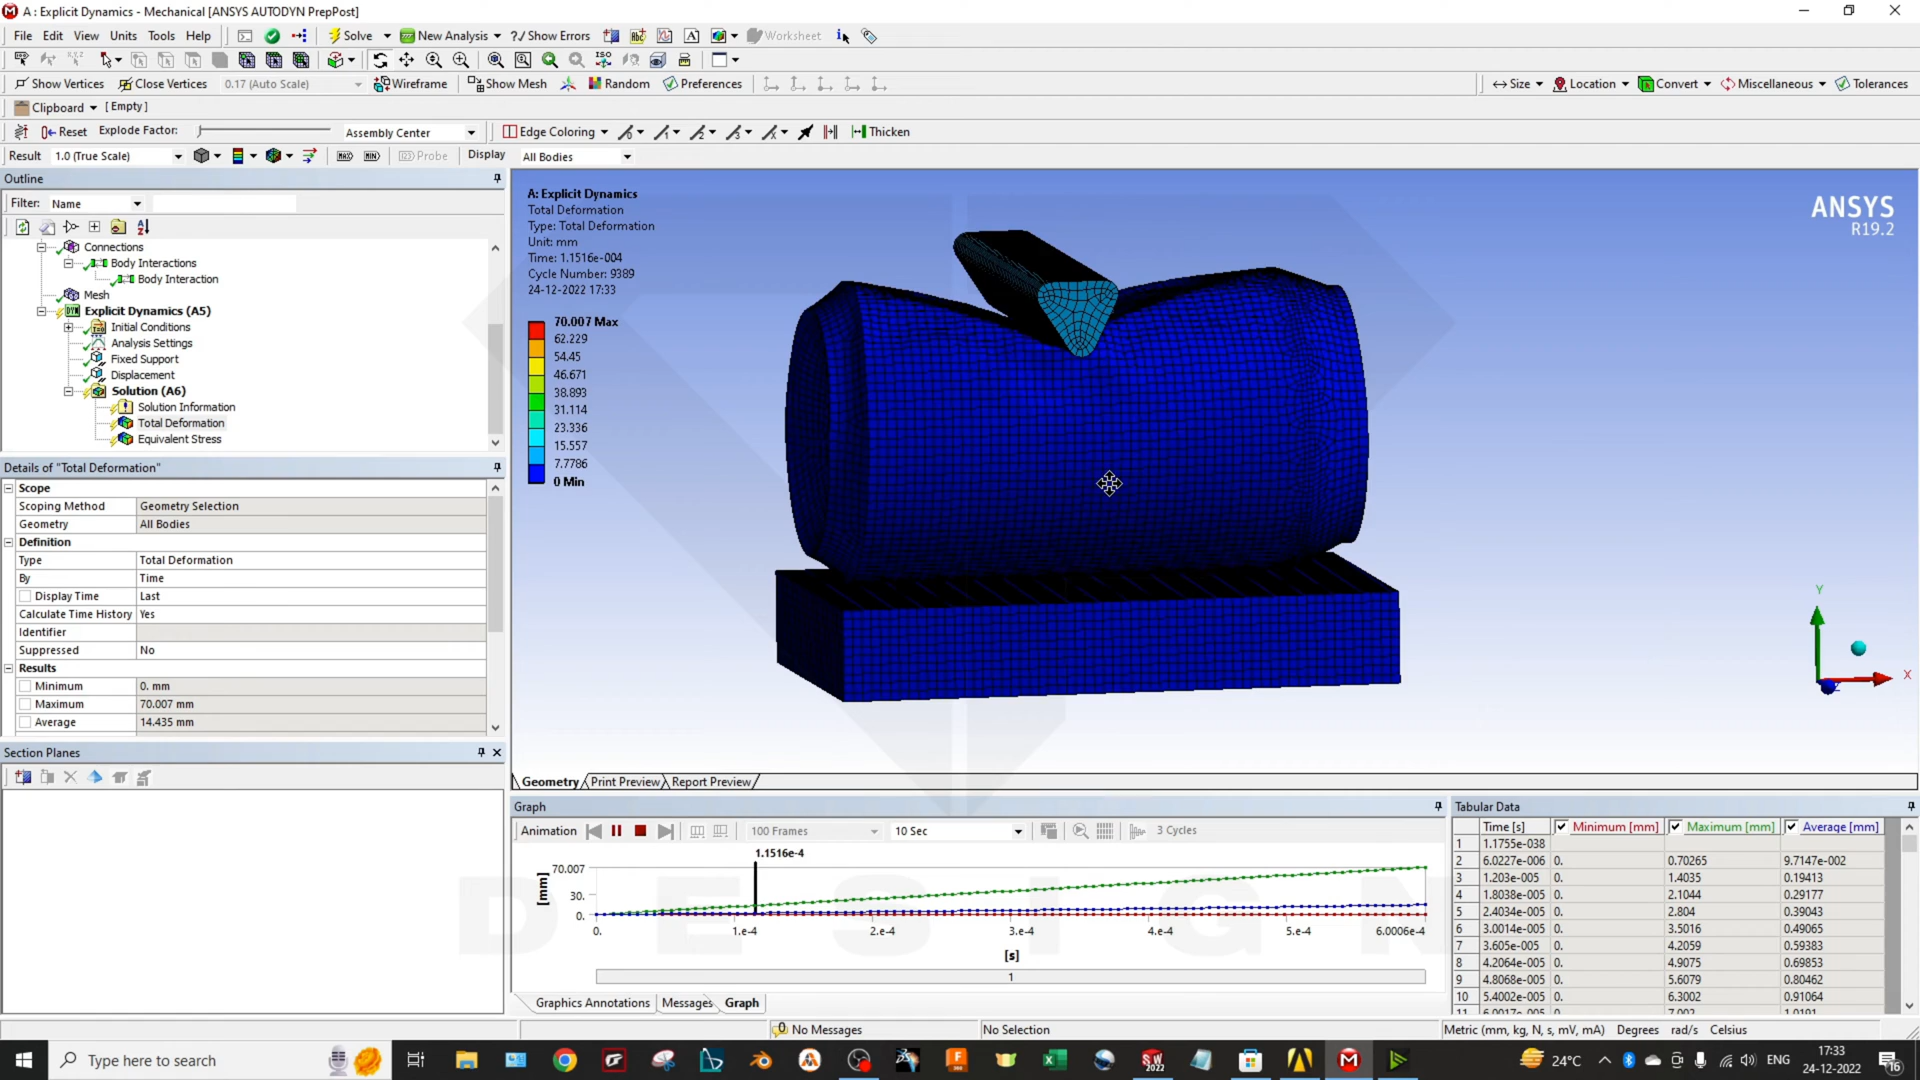 A : Explicit Dynamics - Mechanical [ANSYS AUTODYN PrepPost]
File Edit View Units Tools Help Solve New Analysis ?/ Show Errors Worksheet
Show Vertices Close Vertices 0.17 (Auto Scale) Wireframe Show Mesh Random Preferences Size Location Convert Miscellaneous Tolerances
Clipboard [ Empty ]
Reset Explode Factor: Assembly Center Edge Coloring Thicken
Result 1.0 (True Scale) MAX MIN Probe Display All Bodies
Outline
Filter: Name
Connections
Body Interactions
Body Interaction
Mesh
Explicit Dynamics (A5)
Initial Conditions
Analysis Settings
Fixed Support
Displacement
Solution (A6)
Solution Information
Total Deformation
Equivalent Stress
Details of "Total Deformation"
Scope
Scoping Method Geometry Selection
Geometry All Bodies
Definition
Type Total Deformation
By Time
Display Time Last
Calculate Time History Yes
Identifier
Suppressed No
Results
Minimum 0. mm
Maximum 70.007 mm
Average 14.435 mm
Section Planes
A: Explicit Dynamics
Total Deformation
Type: Total Deformation
Unit: mm
Time: 1.1516e-004
Cycle Number: 9389
24-12-2022 17:33
70.007 Max
62.229
54.45
46.671
38.893
31.114
23.336
15.557
7.7786
0 Min
ANSYS
R19.2
Y
X
Z
Geometry Print Preview Report Preview
Graph
Animation 100 Frames 10 Sec 3 Cycles
1.1516e-4
70.007
30.
0.
[mm]
0. 1.e-4 2.e-4 3.e-4 4.e-4 5.e-4 6.0006e-4
[s]
1
DESIGN
Graphics Annotations Messages Graph
Tabular Data
Time [s] Minimum [mm] Maximum [mm] Average [mm]
1 1.1755e-038
2 6.0227e-006 0. 0.70265 9.7147e-002
3 1.203e-005 0. 1.4035 0.19413
4 1.8038e-005 0. 2.1044 0.29177
5 2.4034e-005 0. 2.804 0.39043
6 3.0014e-005 0. 3.5016 0.49065
7 3.605e-005 0. 4.2059 0.59383
8 4.2064e-005 0. 4.9075 0.69853
9 4.8068e-005 0. 5.6079 0.80462
10 5.4002e-005 0. 6.3002 0.91064
11 6.0017e-005 0. 7.002 1.0191
No Messages No Selection Metric (mm, kg, N, s, mV, mA) Degrees rad/s Celsius
Type here to search
24°C ENG 17:33
24-12-2022
16